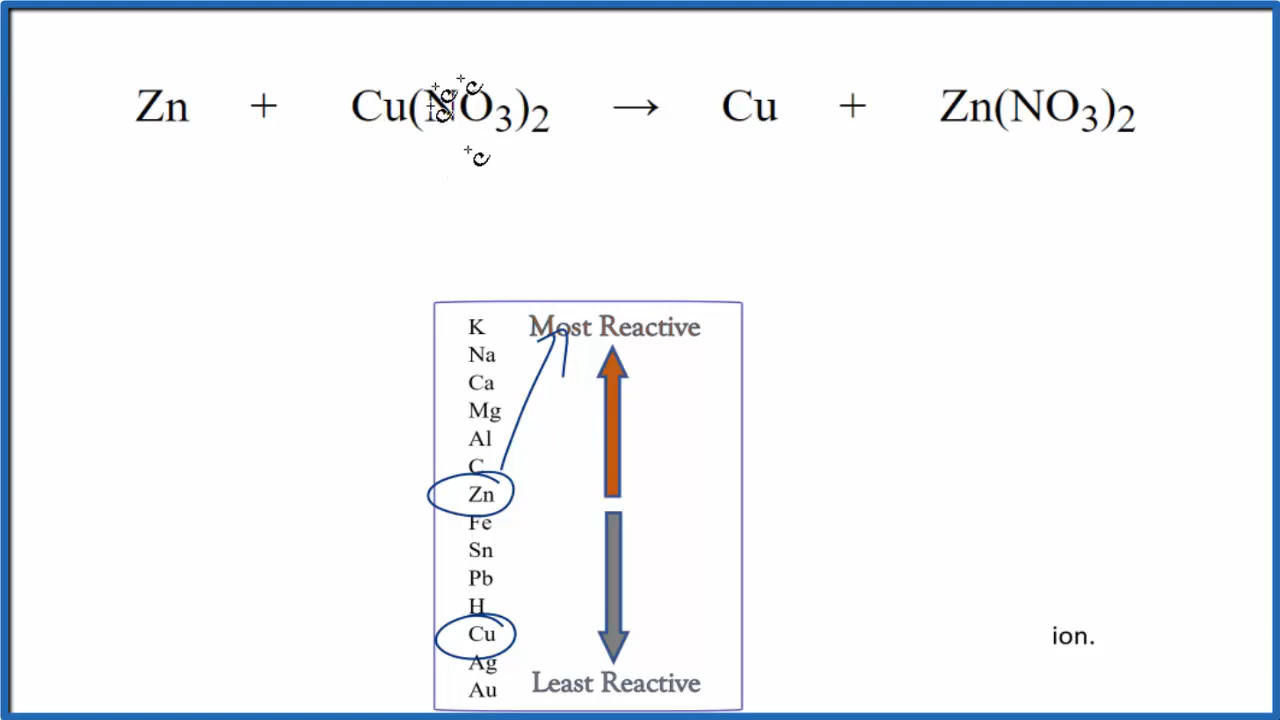 Zn + Cu(NO₃)₂ → Cu + Zn(NO₃)₂
K Most Reactive
Na
Ca
Mg
Al
C
Zn
Fe
Sn
Pb
H
Cu
ion.
Ag
Au Least Reactive